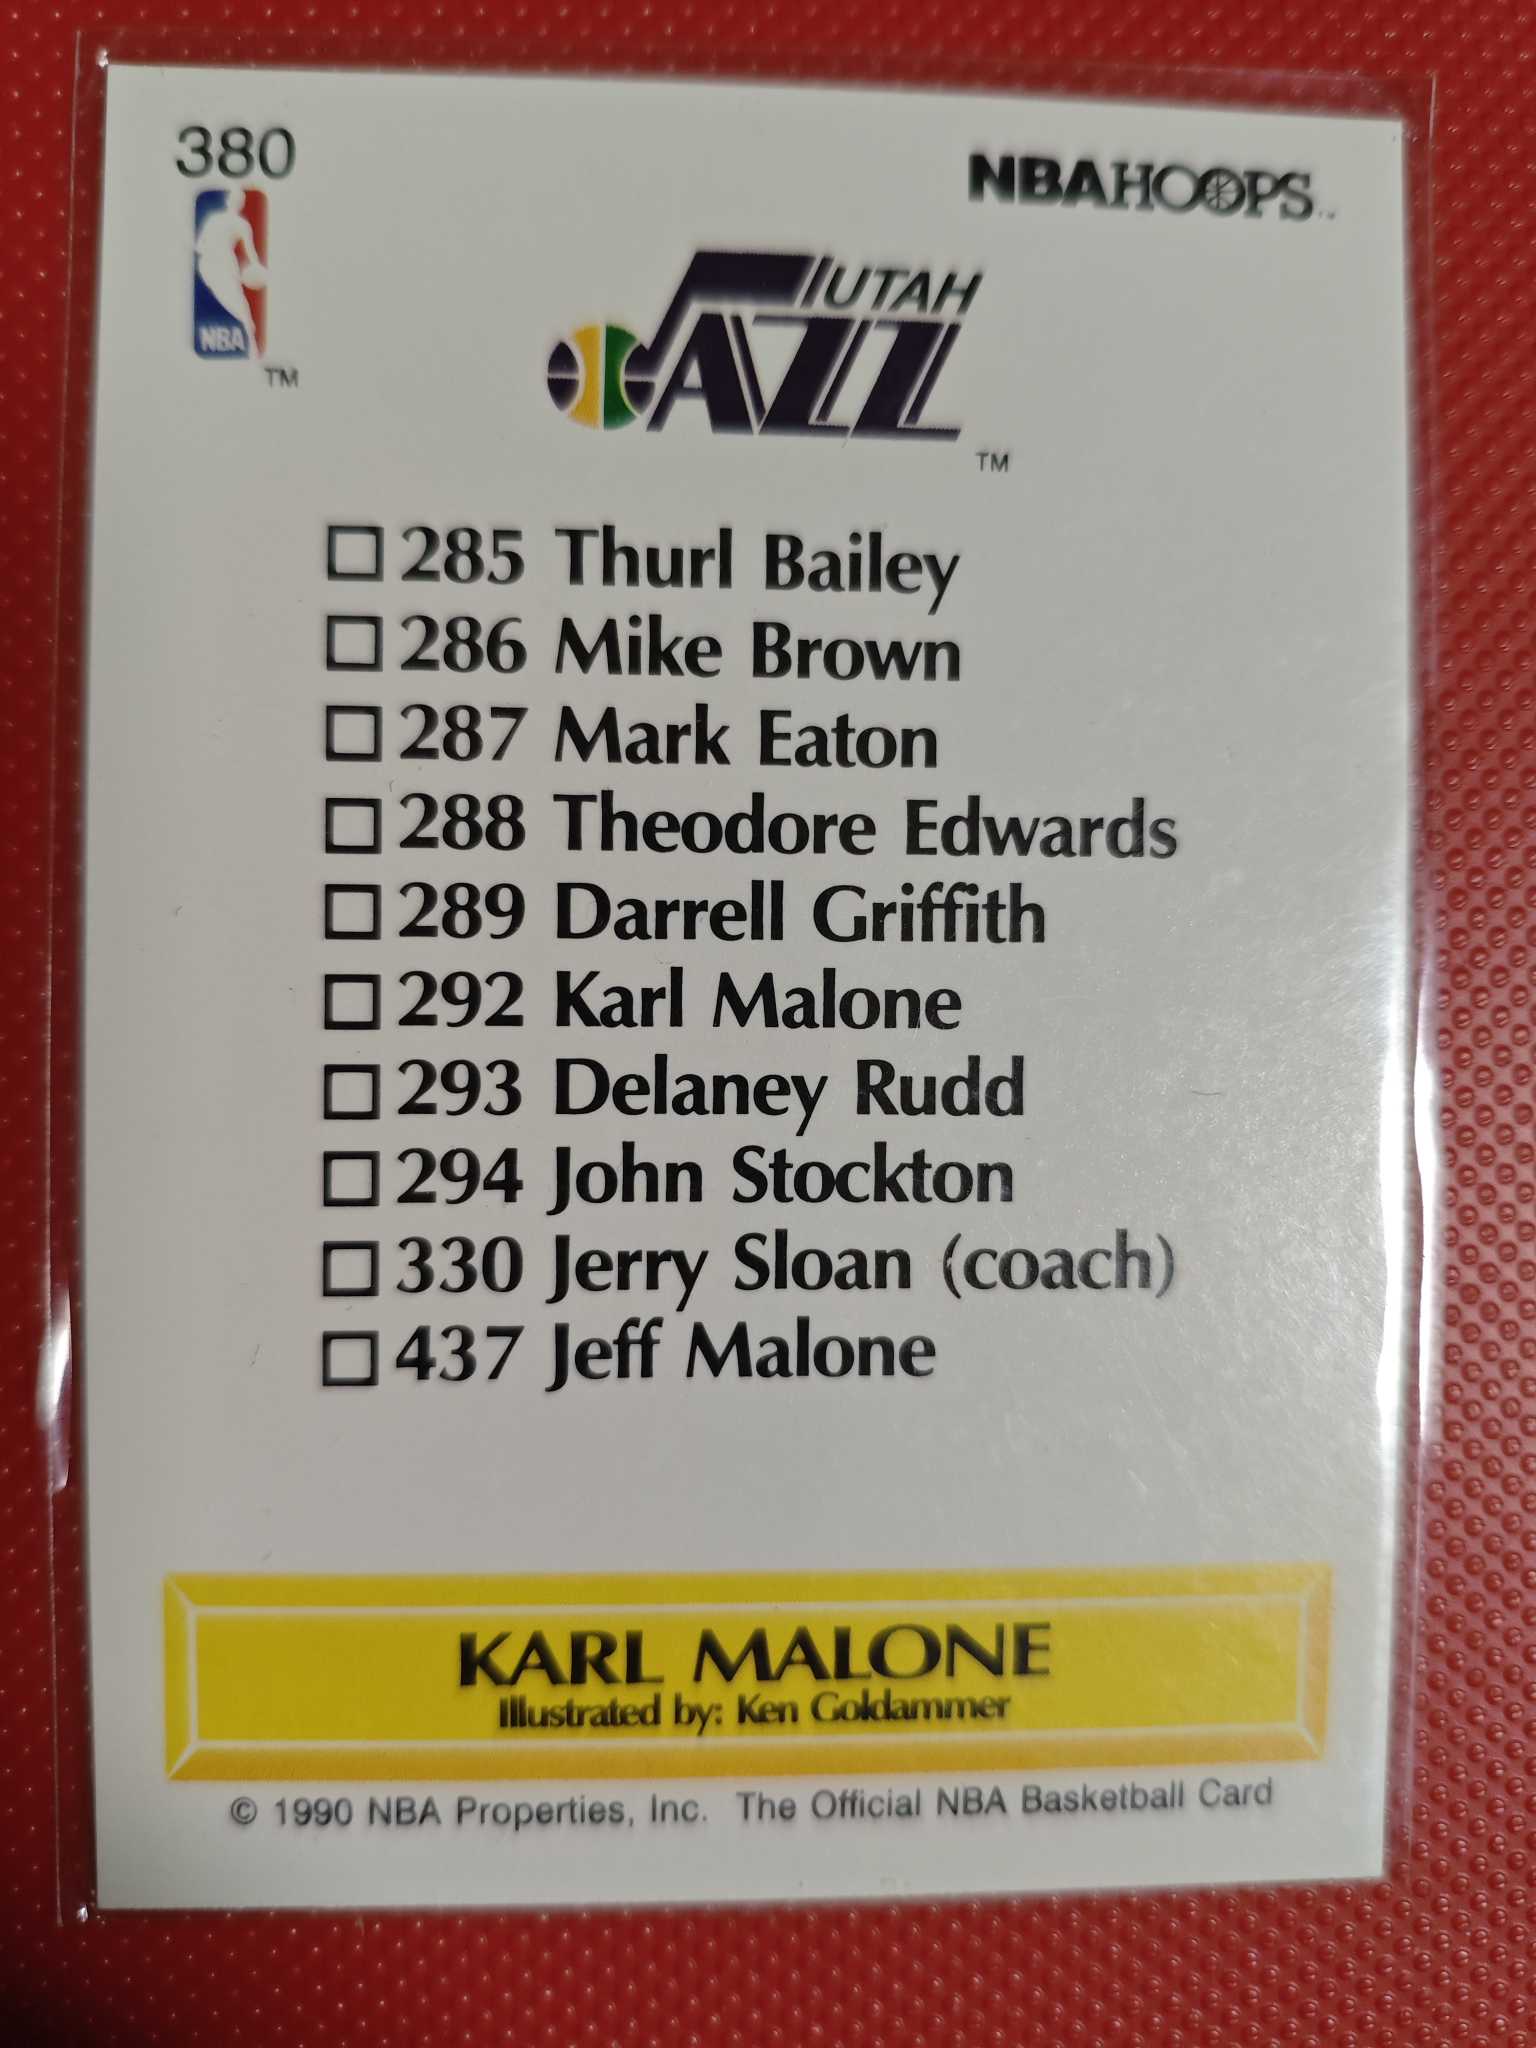 380
NBAHOOPS
NBA
TM
UTAH
JAZZ
TM
285 Thurl Bailey
286 Mike Brown
287 Mark Eaton
288 Theodore Edwards
289 Darrell Griffith
292 Karl Malone
293 Delaney Rudd
294 John Stockton
330 Jerry Sloan (coach)
437 Jeff Malone
KARL MALONE
Illustrated by: Ken Goldammer
© 1990 NBA Properties, Inc. The Official NBA Basketball Card